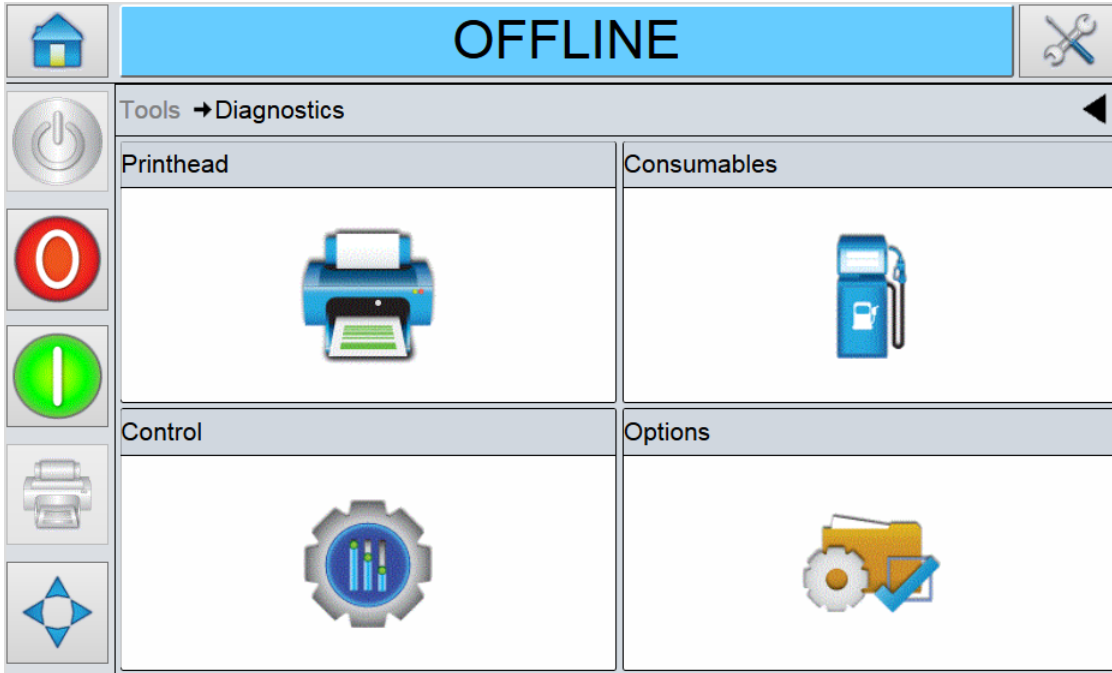 OFFLINE
Tools ➔Diagnostics
Printhead
Consumables
Control
Options